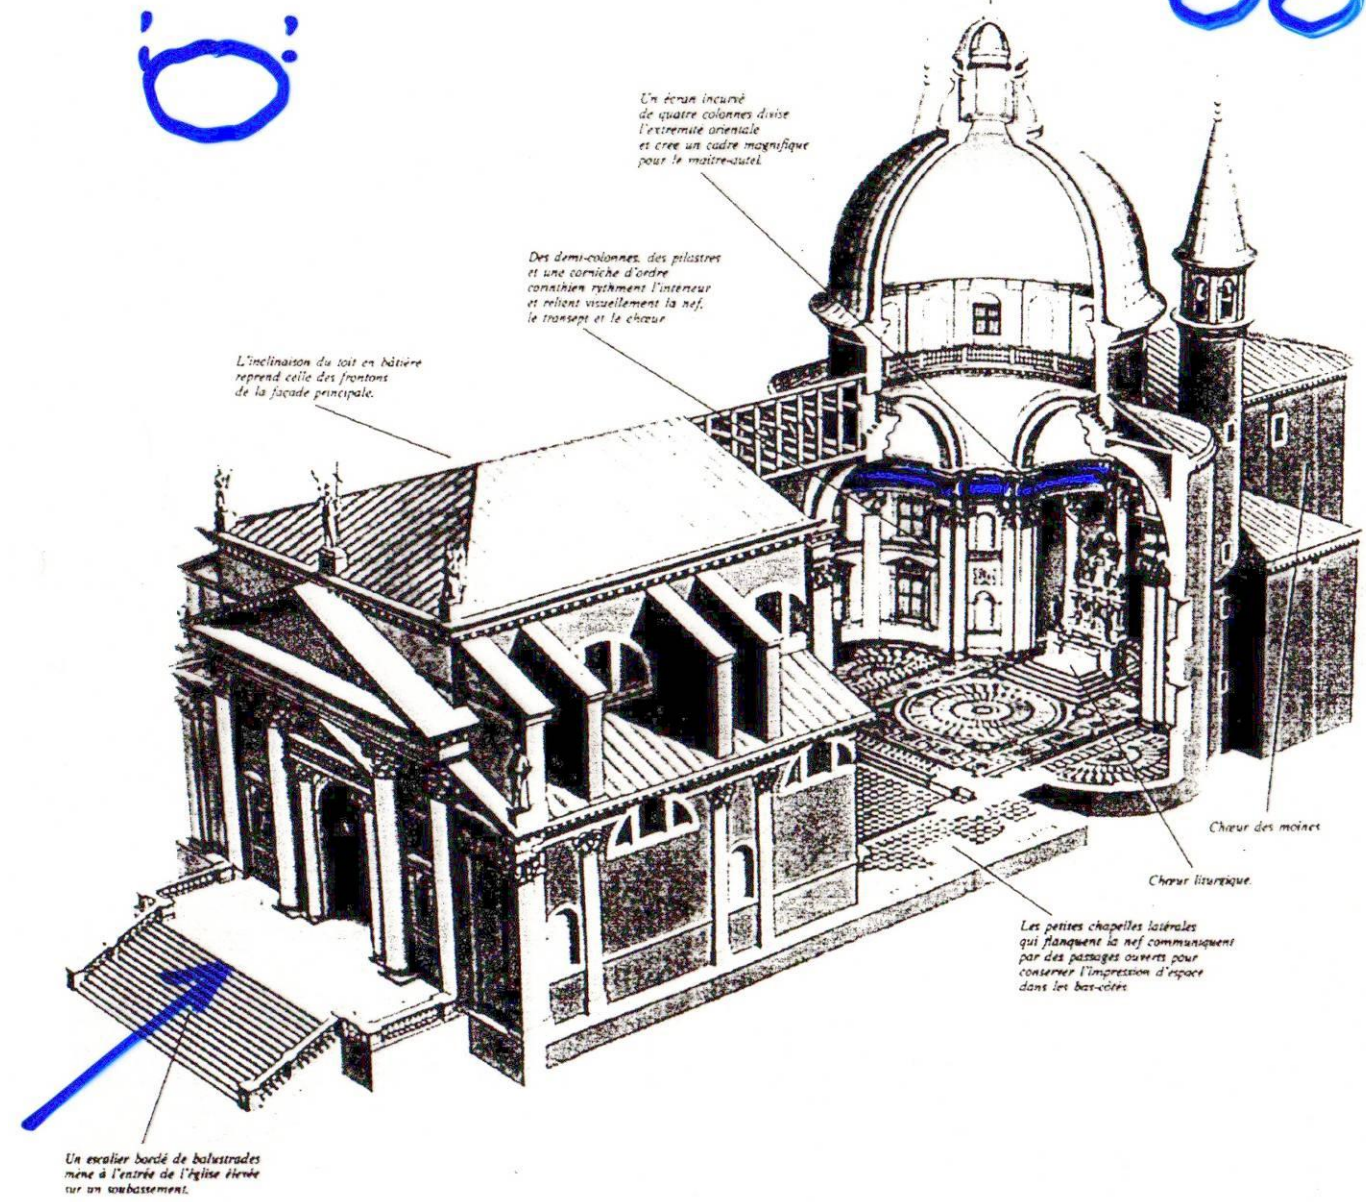 Un écran incurvé
de quatre colonnes divise
l'extrémité orientale
et crée un cadre magnifique
pour le maître-autel.
Des demi-colonnes, des pilastres
et une corniche d'ordre
corinthien rythment l'intérieur
et relient visuellement la nef,
le transept et le chœur
L'inclinaison du toit en bâtière
reprend celle des frontons
de la façade principale.
Chœur des moines
Chœur liturgique.
Les petites chapelles latérales
qui flanquent la nef communiquent
par des passages ouverts pour
conserver l'impression d'espace
dans les bas-côtés
Un escalier bordé de balustrades
mène à l'entrée de l'église élevée
sur un soubassement.